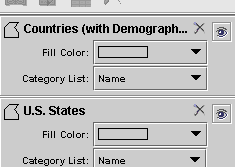 Countries (with Demograph...
Fill Color:
Category List: Name
U.S. States
Fill Color:
Category List: Name